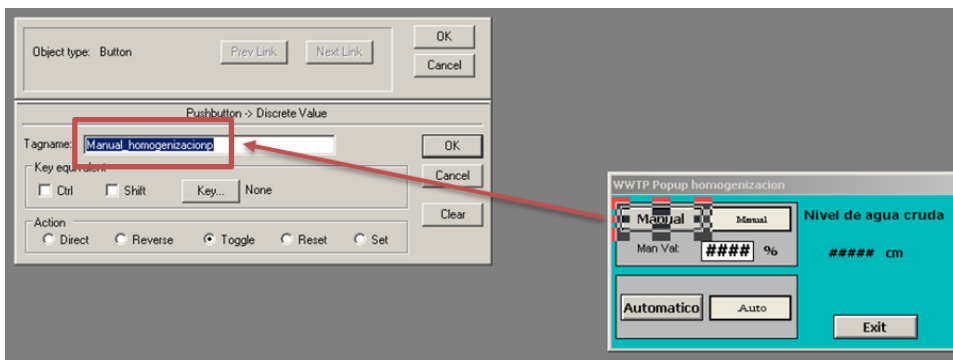 Object type: Button
Prev Link
Next Link
OK
Cancel
Pushbutton -> Discrete Value
Tagname: Manual_homogenizacionp
OK
Key equivalent
Cancel
Ctrl
Shift
Key...
None
Clear
Action
Direct
Reverse
Toggle
Reset
Set
WWTP Popup homogenizacion
Manual
Manual
Nivel de agua cruda
Man Val:
####
%
##### cm
Automatico
Auto
Exit